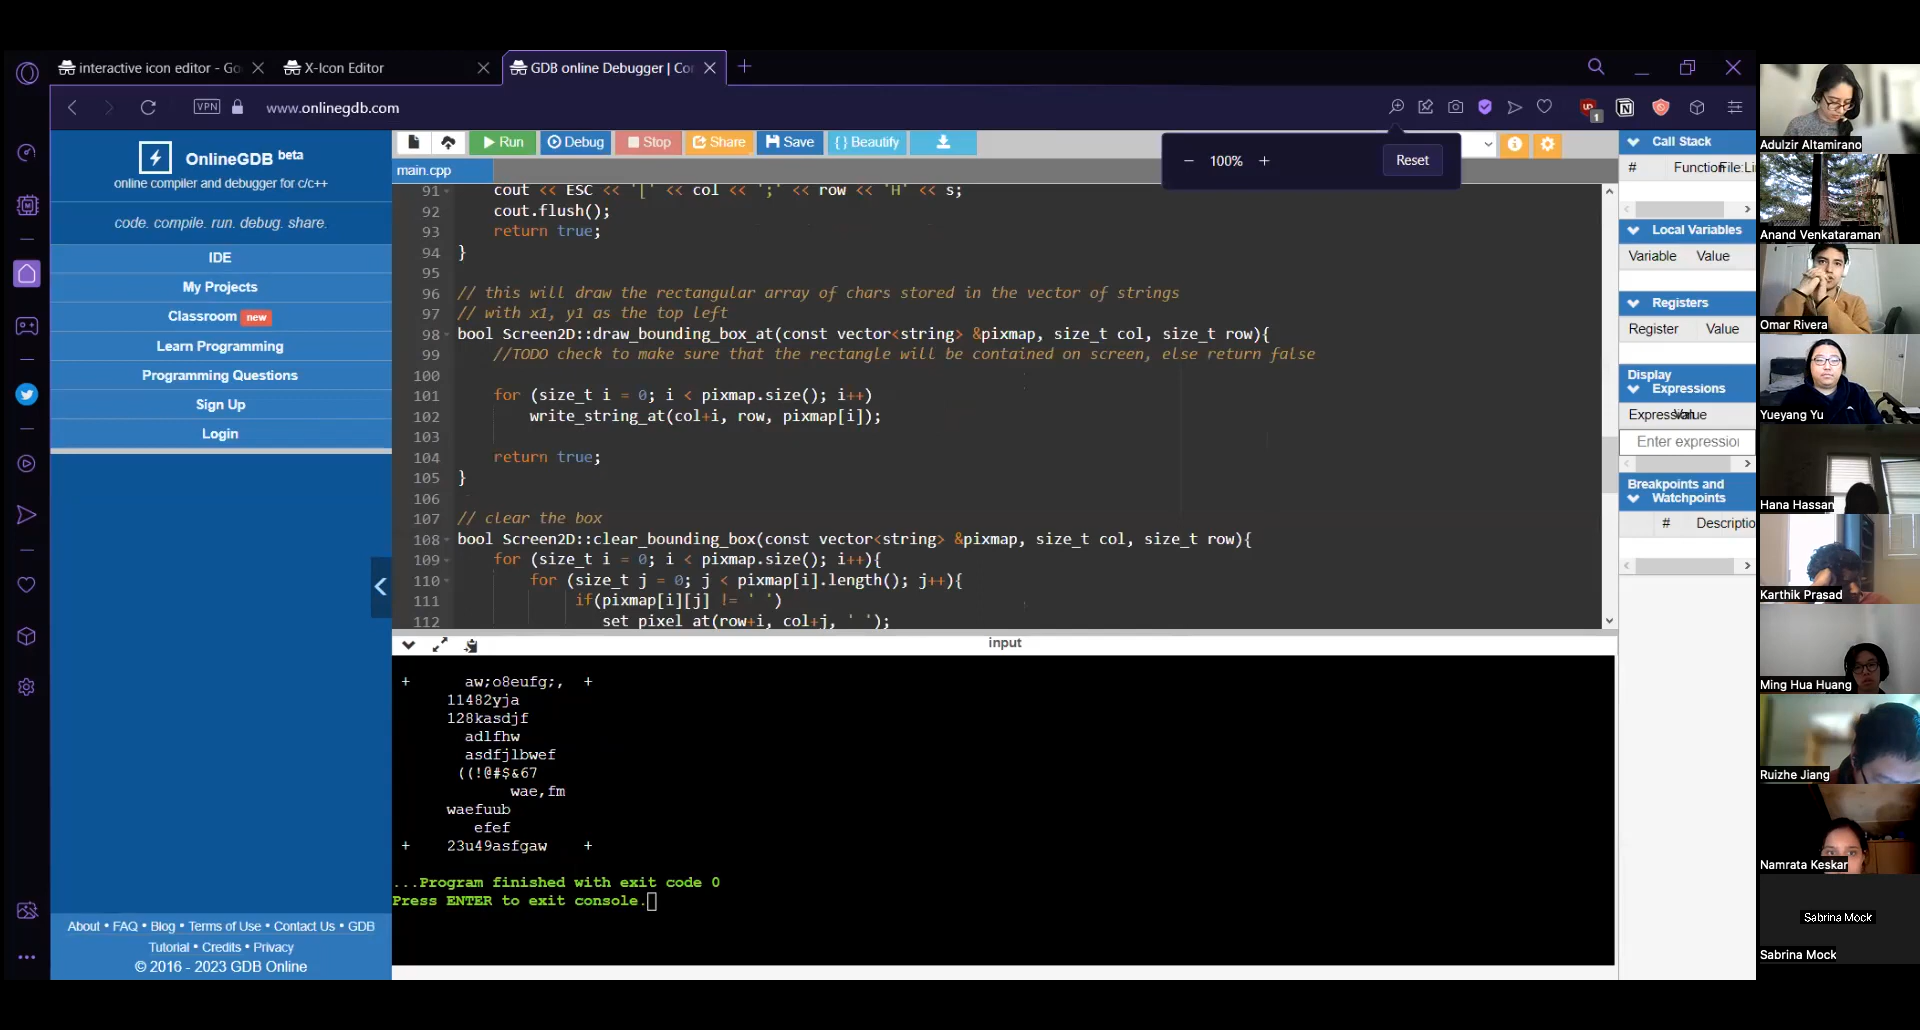 interactive icon editor - Go
X-Icon Editor
GDB online Debugger | Co
VPN
www.onlinegdb.com
1
OnlineGDB beta
online compiler and debugger for c/c++
code. compile. run. debug. share.
IDE
My Projects
Classroom new
Learn Programming
Programming Questions
Sign Up
Login
About • FAQ • Blog • Terms of Use • Contact Us • GDB
Tutorial • Credits • Privacy
© 2016 - 2023 GDB Online
Run
Debug
Stop
Share
Save
{ } Beautify
100%
Reset
main.cpp
91 cout << ESC << '[' << col << ';' << row << 'H' << s;
92 cout.flush();
93 return true;
94 }
95
96 // this will draw the rectangular array of chars stored in the vector of strings
97 // with x1, y1 as the top left
98 bool Screen2D::draw_bounding_box_at(const vector<string> &pixmap, size_t col, size_t row){
99 //TODO check to make sure that the rectangle will be contained on screen, else return false
100
101 for (size_t i = 0; i < pixmap.size(); i++)
102 write_string_at(col+i, row, pixmap[i]);
103
104 return true;
105 }
106
107 // clear the box
108 bool Screen2D::clear_bounding_box(const vector<string> &pixmap, size_t col, size_t row){
109 for (size_t i = 0; i < pixmap.size(); i++){
110 for (size_t j = 0; j < pixmap[i].length(); j++){
111 if(pixmap[i][j] != ' ')
112 set_pixel_at(row+i, col+j, ' ');
input
+ aw;o8eufg;, +
11482yja
128kasdjf
adlfhw
asdfjlbwef
((!@#$&67
wae,fm
waefuub
efef
+ 23u49asfgaw +
...Program finished with exit code 0
Press ENTER to exit console.
Call Stack
# Function File:Li
Local Variables
Variable Value
Registers
Register Value
Display
Expressions
Expression Value
Enter expressio
Breakpoints and
Watchpoints
# Descriptio
Adulzir Altamirano
Anand Venkataraman
Omar Rivera
Yueyang Yu
Hana Hassan
Karthik Prasad
Ming Hua Huang
Ruizhe Jiang
Namrata Keskar
Sabrina Mock
Sabrina Mock